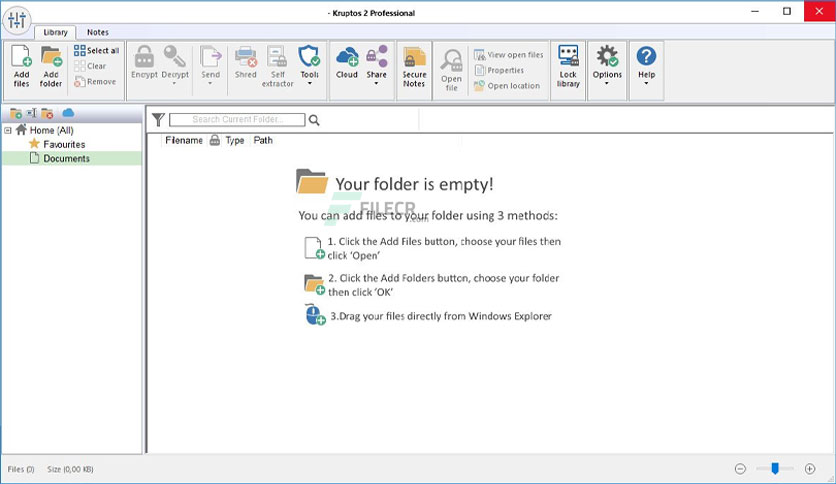 - Kruptos 2 Professional
Library Notes
Add files
Add folder
Select all
Clear
Remove
Encrypt
Decrypt
Send
Shred
Self extractor
Tools
Cloud
Share
Secure Notes
Open file
View open files
Properties
Open location
Lock library
Options
Help
Home (All)
Favourites
Documents
Search Current Folder...
Filename Type Path
Your folder is empty!
FILECR
.com
You can add files to your folder using 3 methods:
1. Click the Add Files button, choose your files then
click 'Open'
2. Click the Add Folders button, choose your folder
then click 'OK'
3.Drag your files directly from Windows Explorer
Files (0) Size (0,00 KB)